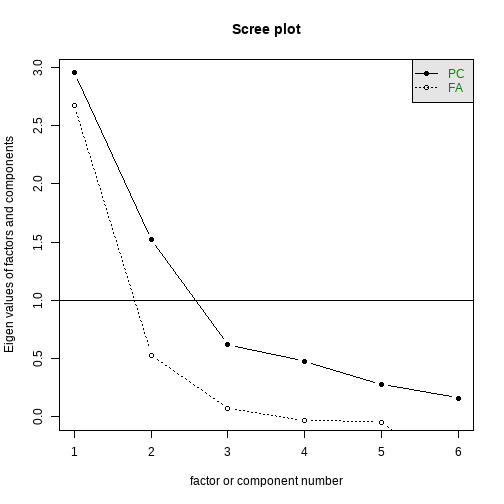 Scree plot
PC
FA
Eigen values of factors and components
3.0
2.5
2.0
1.5
1.0
0.5
0.0
1 2 3 4 5 6
factor or component number